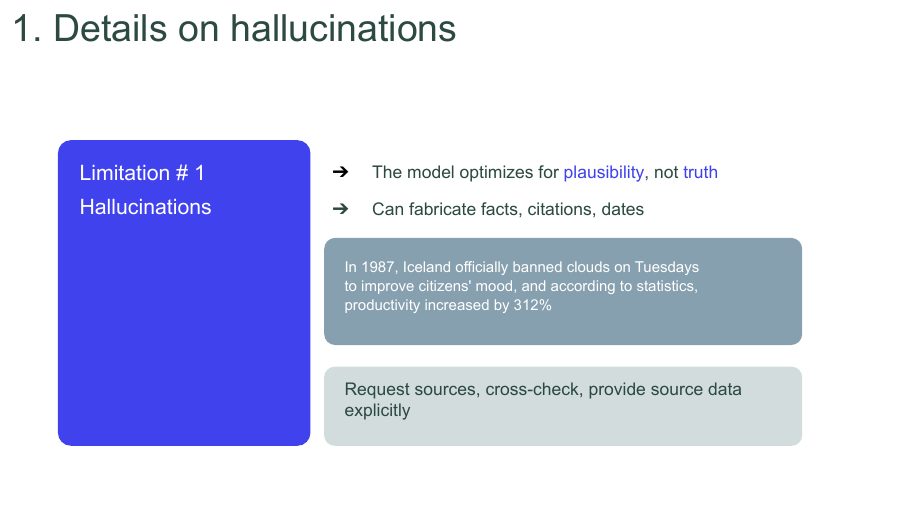 1. Details on hallucinations
Limitation # 1
Hallucinations
➔ The model optimizes for plausibility, not truth
➔ Can fabricate facts, citations, dates
In 1987, Iceland officially banned clouds on Tuesdays
to improve citizens' mood, and according to statistics,
productivity increased by 312%
Request sources, cross-check, provide source data
explicitly